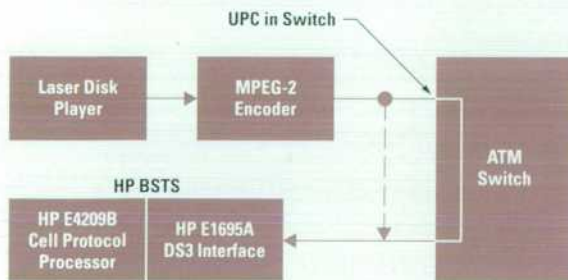 UPC in Switch
Laser Disk
Player
MPEG-2
Encoder
ATM
Switch
HP BSTS
HP E4209B
Cell Protocol
Processor
HP E1695A
DS3 Interface